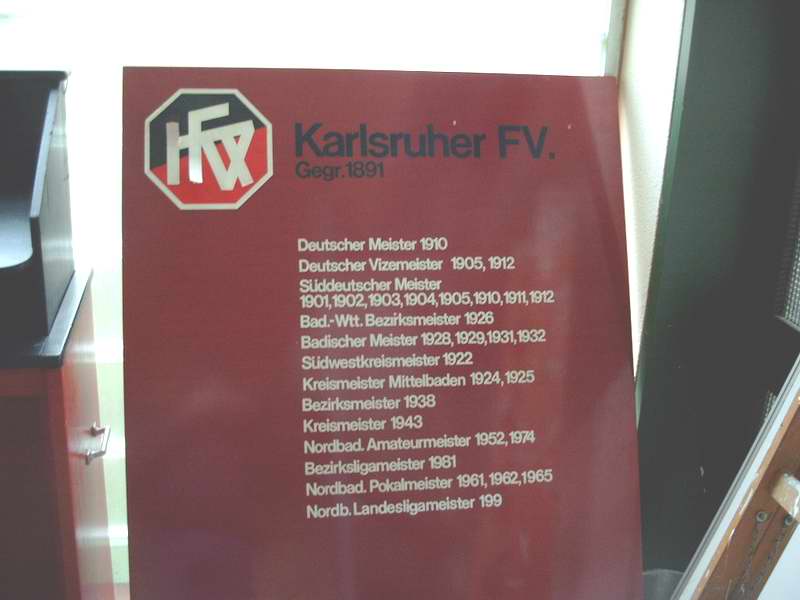 KFV
Karlsruher FV.
Gegr.1891
Deutscher Meister 1910
Deutscher Vizemeister 1905, 1912
Süddeutscher Meister
1901,1902,1903,1904,1905,1910,1911,1912
Bad.-Wtt. Bezirksmeister 1926
Badischer Meister 1928,1929,1931,1932
Südwestkreismeister 1922
Kreismeister Mittelbaden 1924,1925
Bezirksmeister 1938
Kreismeister 1943
Nordbad. Amateurmeister 1952,1974
Bezirksligameister 1981
Nordbad. Pokalmeister 1961,1962,1965
Nordb. Landesligameister 199